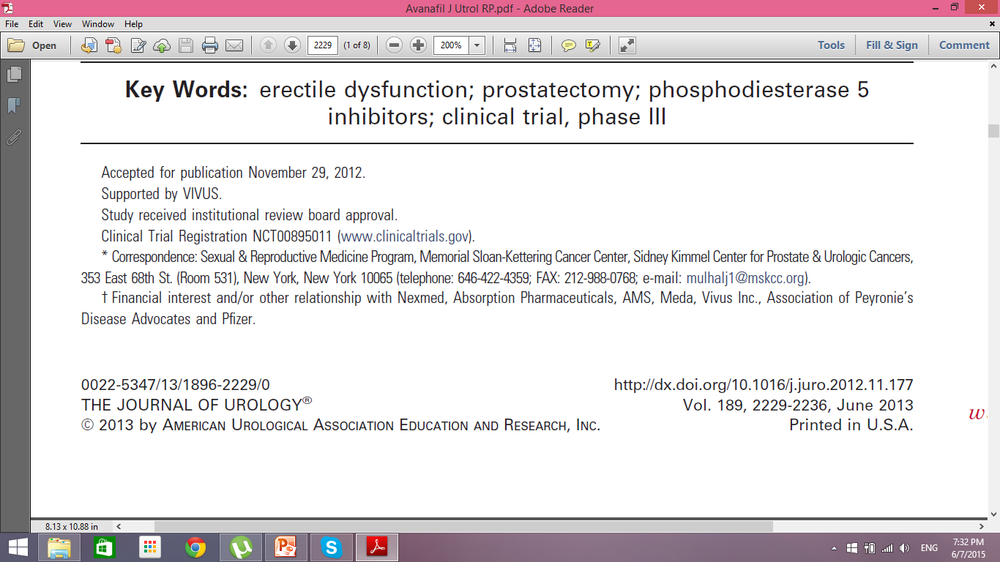 Avanafil J Utrol RP.pdf - Adobe Reader
File Edit View Window Help
Open 2229 (1 of 8) 200% Tools Fill & Sign Comment
Key Words: erectile dysfunction; prostatectomy; phosphodiesterase 5
inhibitors; clinical trial, phase III
Accepted for publication November 29, 2012.
Supported by VIVUS.
Study received institutional review board approval.
Clinical Trial Registration NCT00895011 (www.clinicaltrials.gov).
* Correspondence: Sexual & Reproductive Medicine Program, Memorial Sloan-Kettering Cancer Center, Sidney Kimmel Center for Prostate & Urologic Cancers,
353 East 68th St. (Room 531), New York, New York 10065 (telephone: 646-422-4359; FAX: 212-988-0768; e-mail: mulhalj1@mskcc.org).
† Financial interest and/or other relationship with Nexmed, Absorption Pharmaceuticals, AMS, Meda, Vivus Inc., Association of Peyronie's
Disease Advocates and Pfizer.
0022-5347/13/1896-2229/0 http://dx.doi.org/10.1016/j.juro.2012.11.177
THE JOURNAL OF UROLOGY® Vol. 189, 2229-2236, June 2013
© 2013 by AMERICAN UROLOGICAL ASSOCIATION EDUCATION AND RESEARCH, INC. Printed in U.S.A.
8.13 x 10.88 in
ENG 7:32 PM
6/7/2015